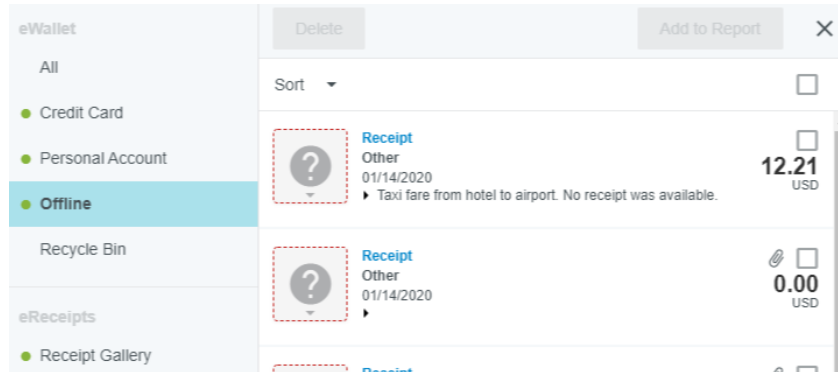 eWallet
All
Credit Card
Personal Account
Offline
Recycle Bin
eReceipts
Receipt Gallery
Delete
Add to Report
Sort
Receipt
Other
01/14/2020
Taxi fare from hotel to airport. No receipt was available.
12.21
USD
Receipt
Other
01/14/2020
0.00
USD
Receipt